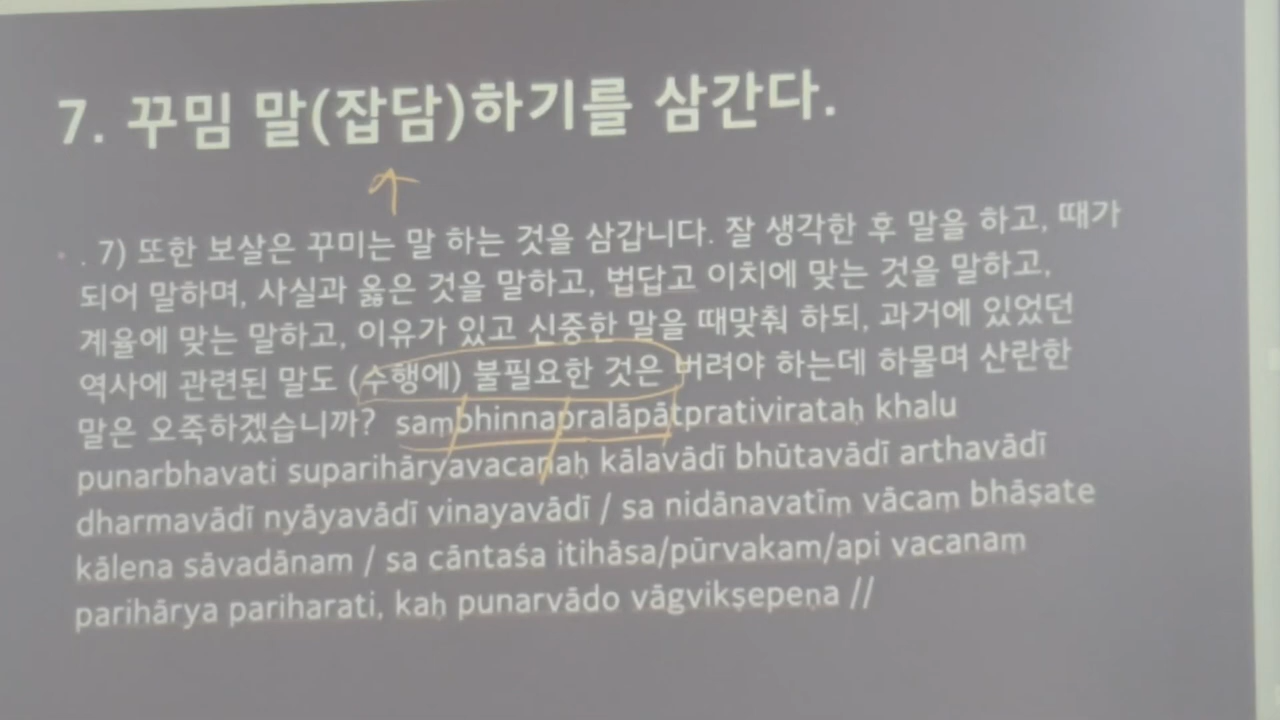 7. 꾸밈 말(잡담)하기를 삼간다.
. 7) 또한 보살은 꾸미는 말 하는 것을 삼갑니다. 잘 생각한 후 말을 하고, 때가
되어 말하며, 사실과 옳은 것을 말하고, 법답고 이치에 맞는 것을 말하고,
계율에 맞는 말하고, 이유가 있고 신중한 말을 때맞춰 하되, 과거에 있었던
역사에 관련된 말도 (수행에) 불필요한 것은 버려야 하는데 하물며 산란한
말은 오죽하겠습니까? saṃbhinnapralāpātprativirataḥ khalu
punarbhavati suparihāryavacanaḥ kālavādī bhūtavādī arthavādī
dharmavādī nyāyavādī vinayavādī / sa nidānavatīṃ vācaṃ bhāṣate
kālena sāvadānam / sa cāntaśa itihāsa/pūrvakam/api vacanaṃ
parihārya pariharati, kaḥ punarvādo vāgvikṣepeṇa //